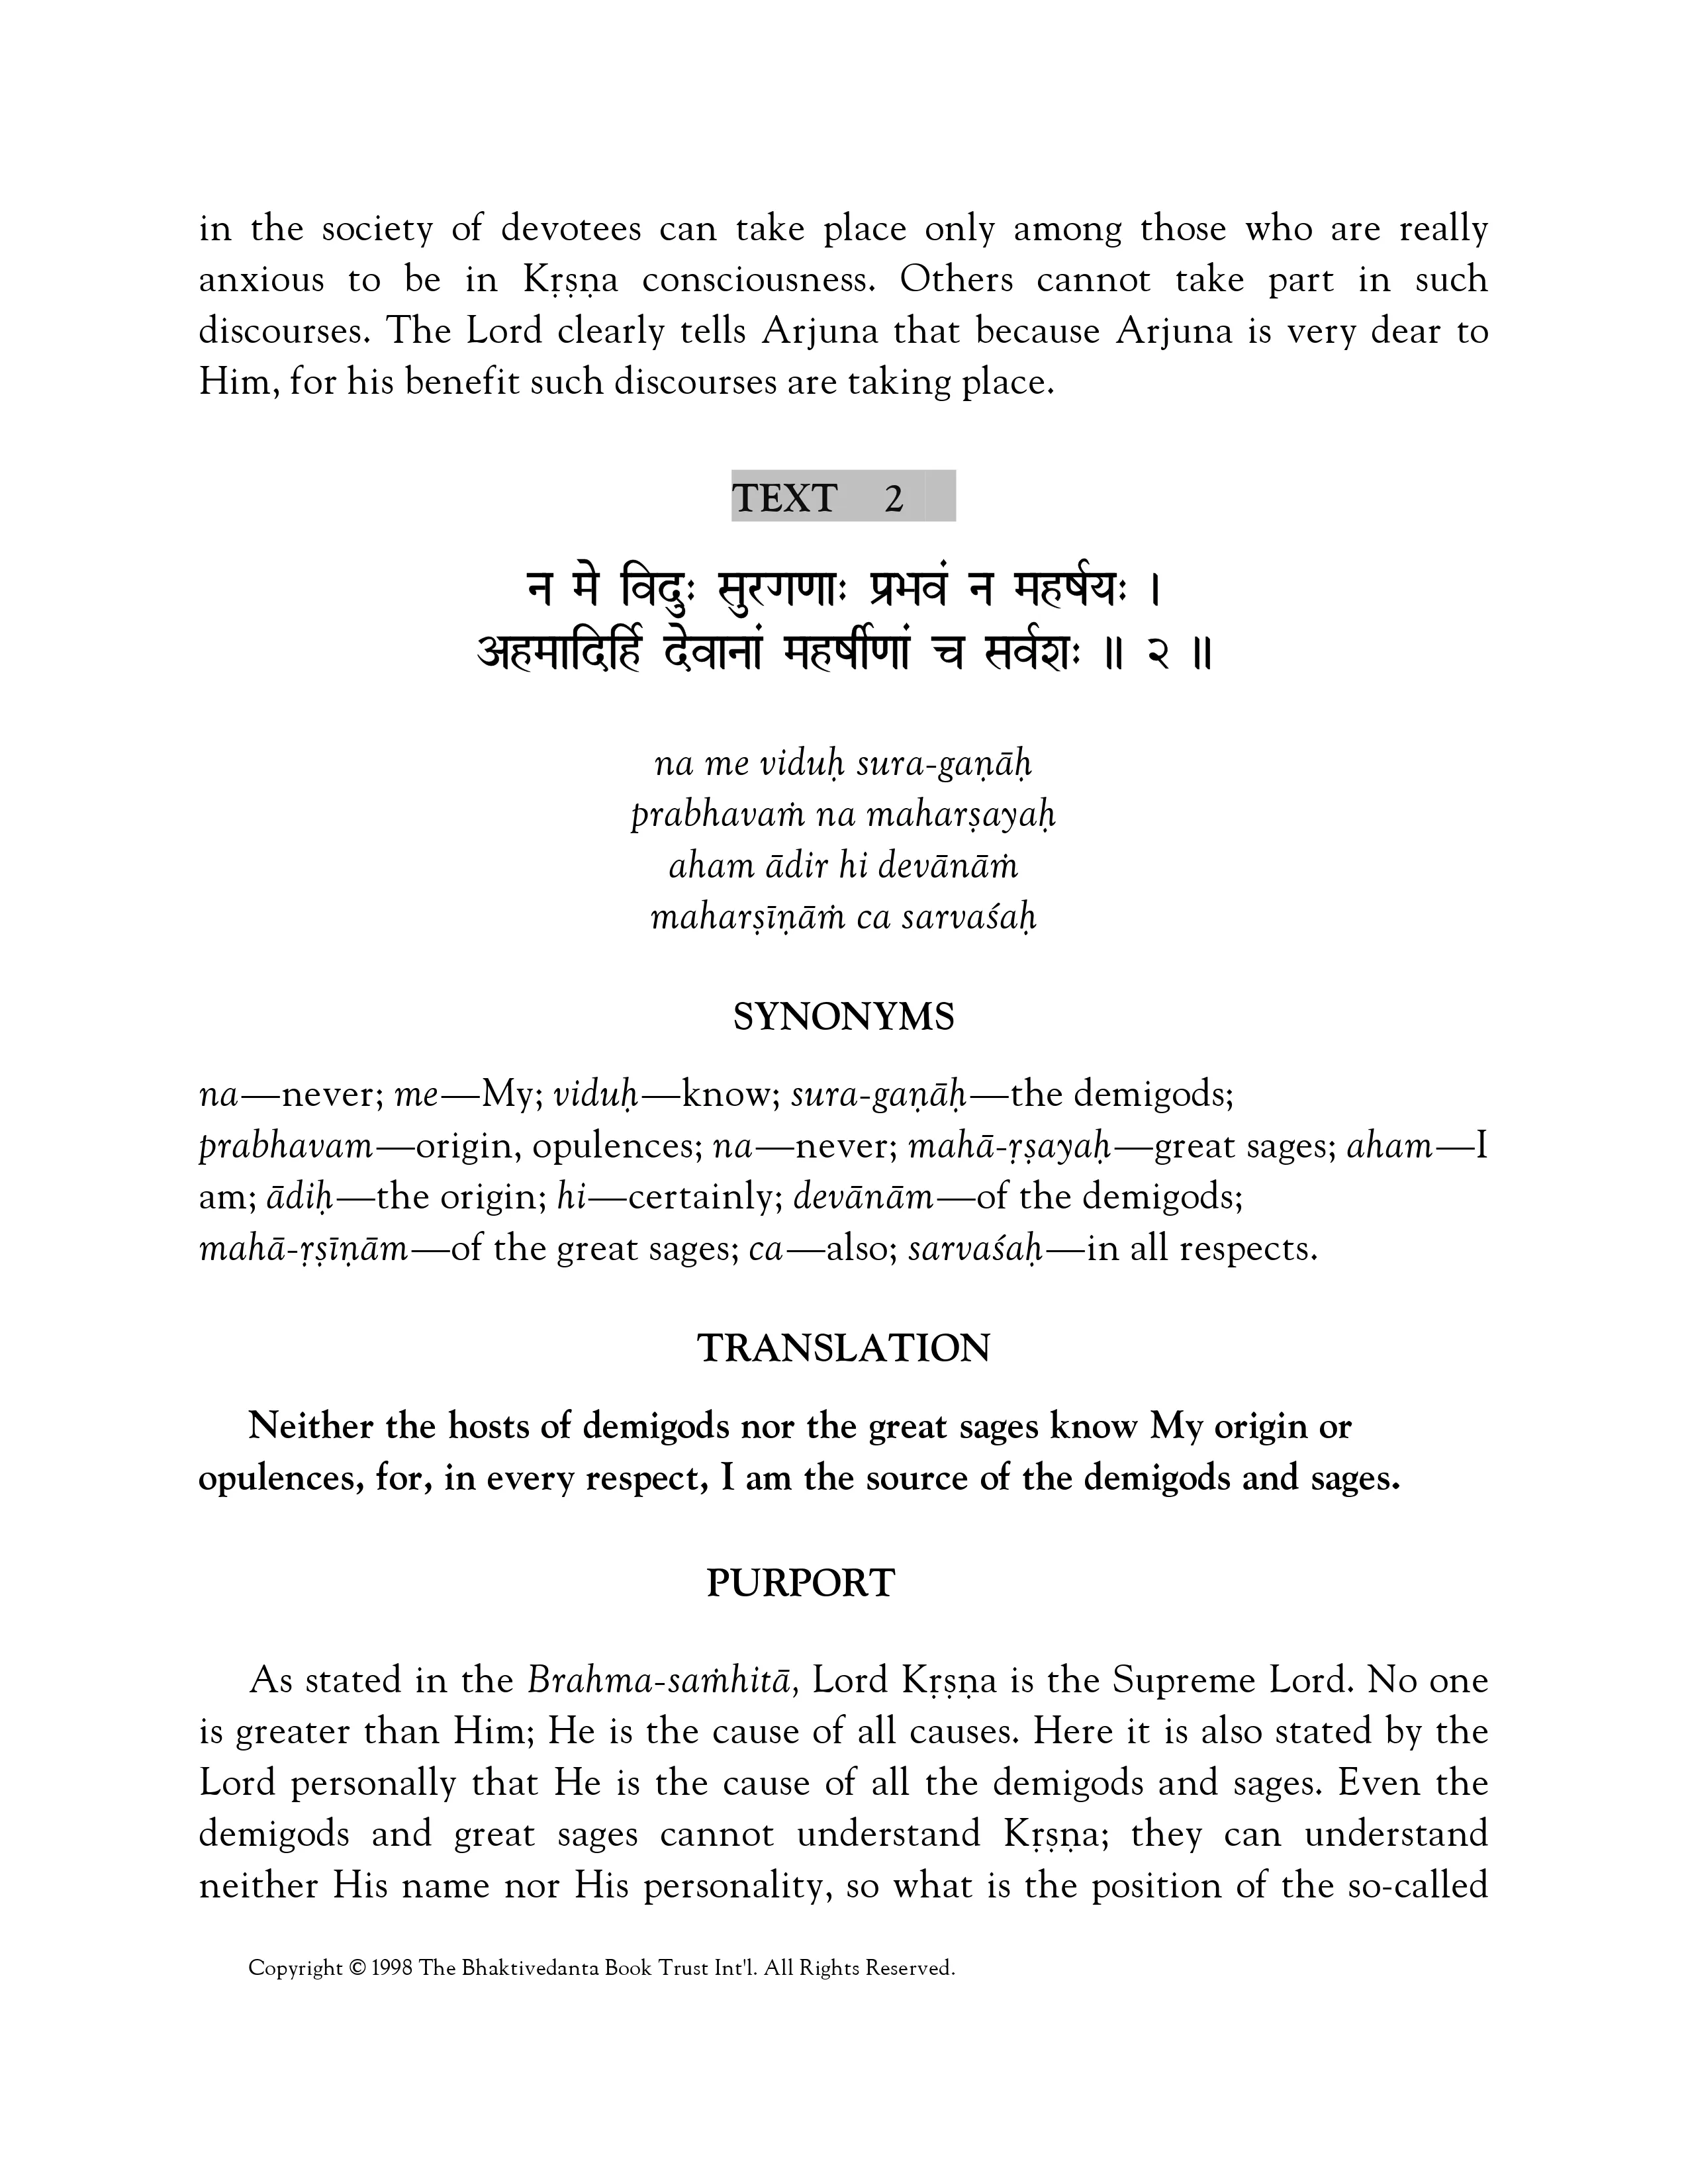 in the society of devotees can take place only among those who are really
anxious to be in Kṛṣṇa consciousness. Others cannot take part in such
discourses. The Lord clearly tells Arjuna that because Arjuna is very dear to
Him, for his benefit such discourses are taking place.
TEXT 2
न मे विदुः सुरगणाः प्रभवं न महर्षयः ।
अहमादिर्हि देवानां महर्षीणां च सर्वशः ॥ २ ॥
na me viduḥ sura-gaṇāḥ
prabhavaṁ na maharṣayaḥ
aham ādir hi devānāṁ
maharṣīṇāṁ ca sarvaśaḥ
SYNONYMS
na—never; me—My; viduḥ—know; sura-gaṇāḥ—the demigods;
prabhavam—origin, opulences; na—never; mahā-ṛṣayaḥ—great sages; aham—I
am; ādiḥ—the origin; hi—certainly; devānām—of the demigods;
mahā-ṛṣīṇām—of the great sages; ca—also; sarvaśaḥ—in all respects.
TRANSLATION
Neither the hosts of demigods nor the great sages know My origin or
opulences, for, in every respect, I am the source of the demigods and sages.
PURPORT
As stated in the Brahma-saṁhitā, Lord Kṛṣṇa is the Supreme Lord. No one
is greater than Him; He is the cause of all causes. Here it is also stated by the
Lord personally that He is the cause of all the demigods and sages. Even the
demigods and great sages cannot understand Kṛṣṇa; they can understand
neither His name nor His personality, so what is the position of the so-called
Copyright © 1998 The Bhaktivedanta Book Trust Int'l. All Rights Reserved.